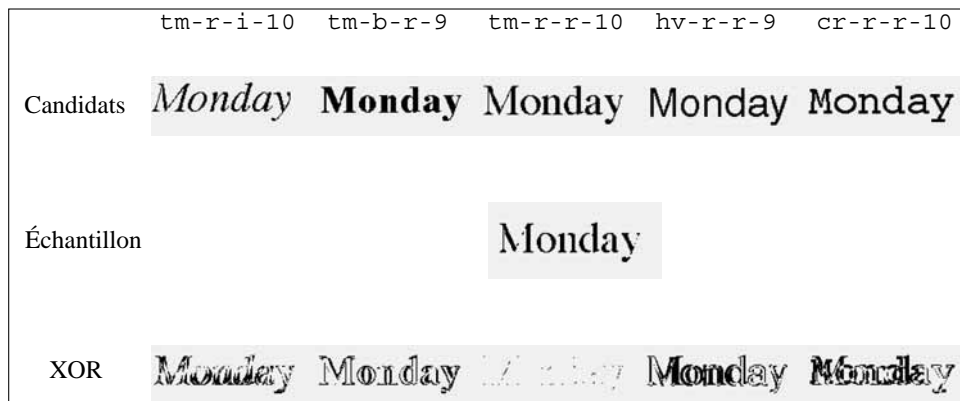 tm-r-i-10 tm-b-r-9 tm-r-r-10 hv-r-r-9 cr-r-r-10
Candidats Monday Monday Monday Monday Monday
Échantillon Monday
XOR Monday Monday Monday Monday Monday